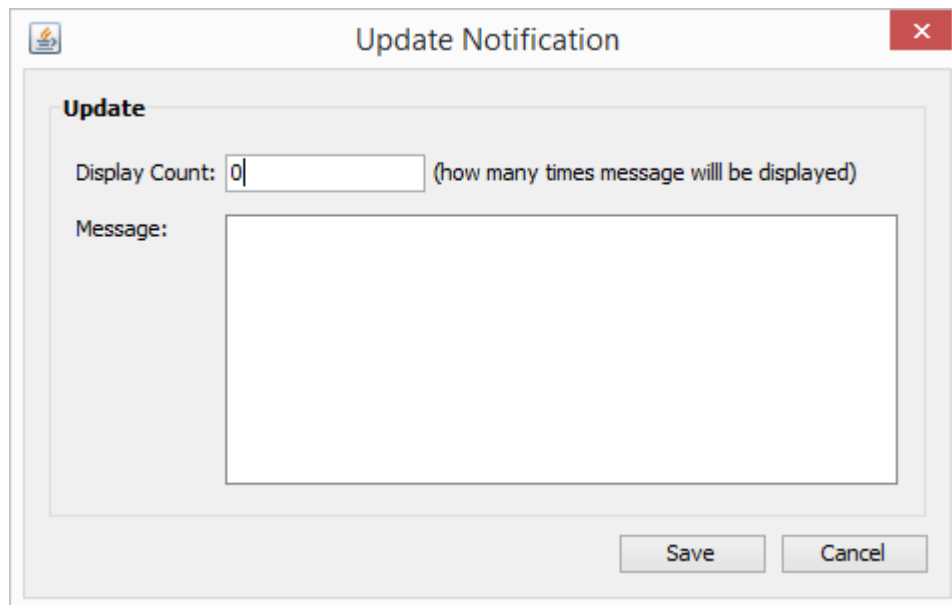 Update Notification
Update
Display Count: 0 (how many times message willl be displayed)
Message:
Save Cancel